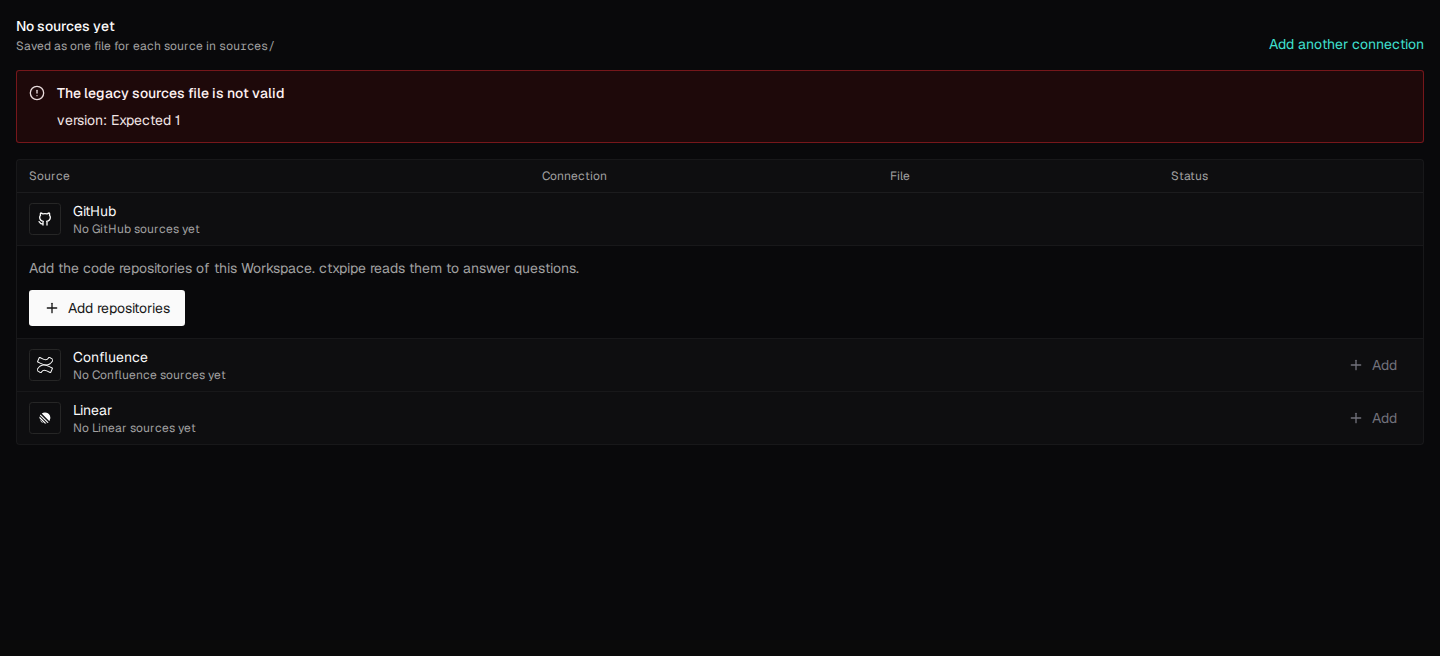 No sources yet
Saved as one file for each source in sources/
Add another connection
The legacy sources file is not valid
version: Expected 1
Source Connection File Status
GitHub
No GitHub sources yet
Add the code repositories of this Workspace. ctxpipe reads them to answer questions.
+ Add repositories
Confluence
No Confluence sources yet
+ Add
Linear
No Linear sources yet
+ Add